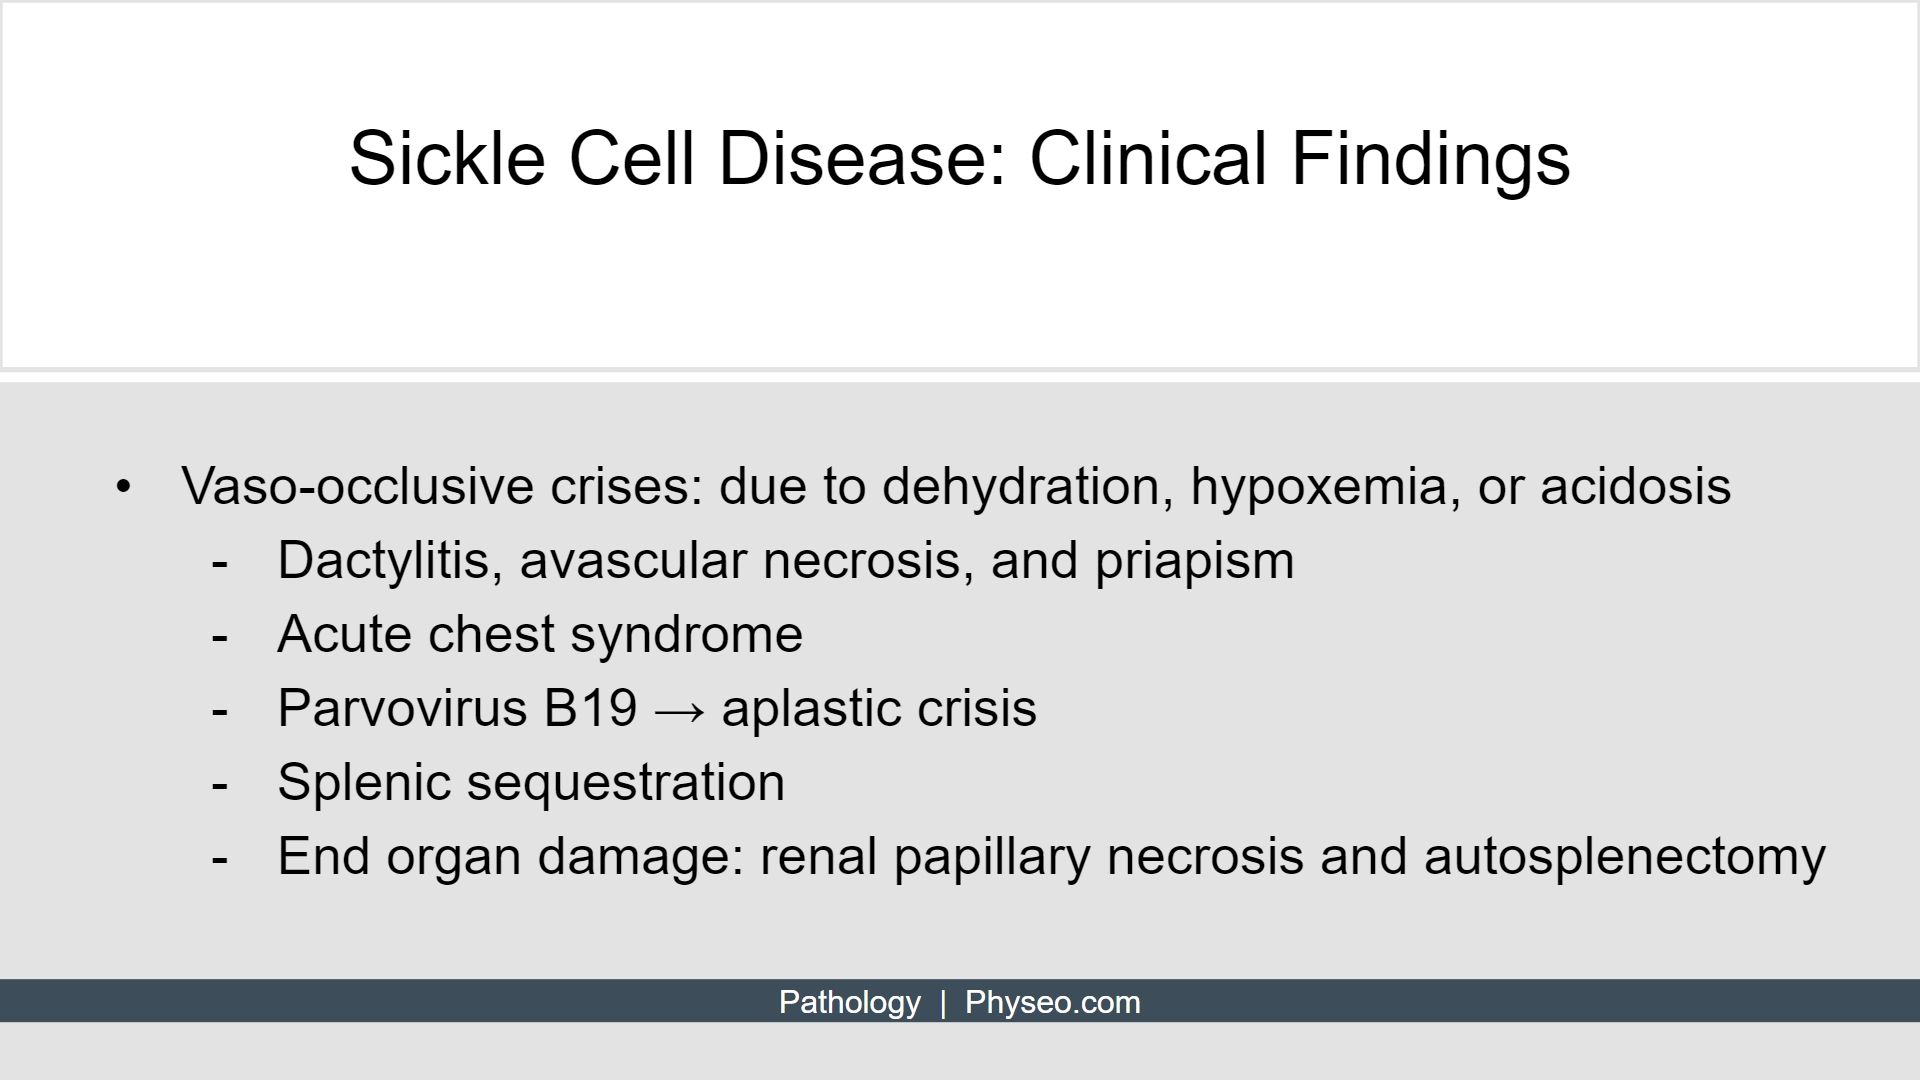 Sickle Cell Disease: Clinical Findings
• Vaso-occlusive crises: due to dehydration, hypoxemia, or acidosis
- Dactylitis, avascular necrosis, and priapism
- Acute chest syndrome
- Parvovirus B19 → aplastic crisis
- Splenic sequestration
- End organ damage: renal papillary necrosis and autosplenectomy
Pathology | Physeo.com